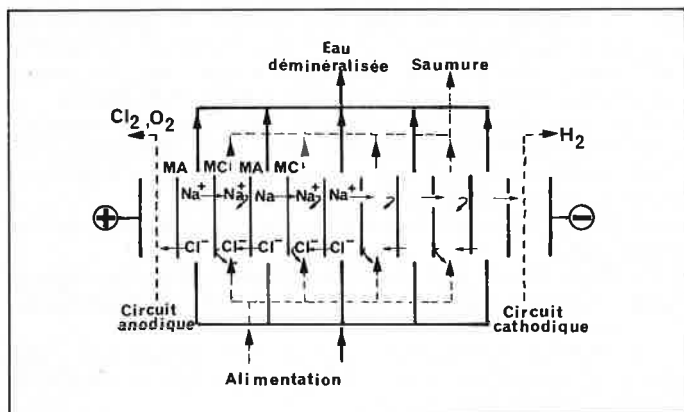 Eau
déminéralisée
Saumure
Cl2,O2
H2
MA MC MA MC
Na+ Na+ Na Na+ Na+
+
−
Cl− Cl− Cl− Cl− Cl−
Circuit
anodique
Circuit
cathodique
Alimentation